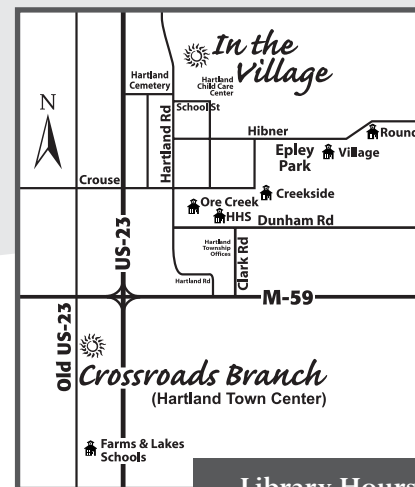 In the
Village
Hartland
Cemetery
Hartland
Child Care
Center
School St
N
Hartland Rd
Hibner
Round
Epley
Park
Village
Crouse
Creekside
Ore Creek
HHS
Dunham Rd
US-23
Hartland
Township
Offices
Clark Rd
Hartland Rd
M-59
Old US-23
Crossroads Branch
(Hartland Town Center)
Farms & Lakes
Schools
Library Hours